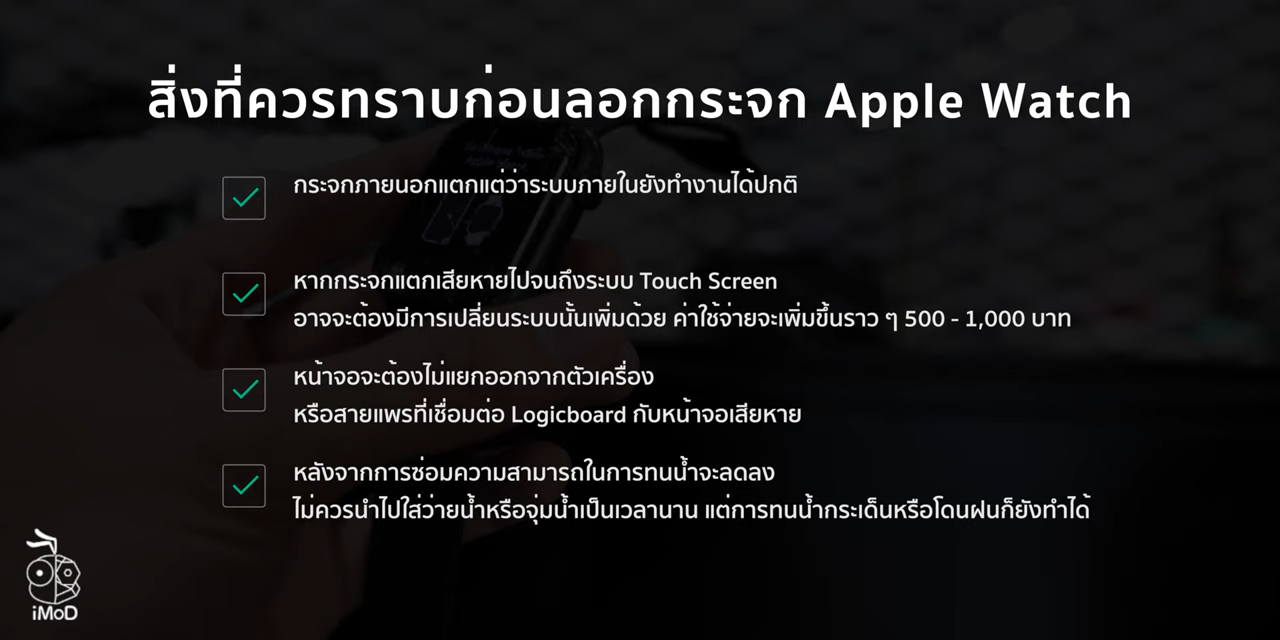 สิ่งที่ควรทราบก่อนลอกกระจก Apple Watch
กระจกภายนอกแตกแต่ว่าระบบภายในยังทำงานได้ปกติ
หากกระจกแตกเสียหายไปจนถึงระบบ Touch Screen
อาจจะต้องมีการเปลี่ยนระบบนั้นเพิ่มด้วย ค่าใช้จ่ายจะเพิ่มขึ้นราว ๆ 500 - 1,000 บาท
หน้าจอจะต้องไม่แยกออกจากตัวเครื่อง
หรือสายแพรที่เชื่อมต่อ Logicboard กับหน้าจอเสียหาย
หลังจากการซ่อมความสามารถในการทนน้ำจะลดลง
ไม่ควรนำไปใส่ว่ายน้ำหรือจุ่มน้ำเป็นเวลานาน แต่การทนน้ำกระเด็นหรือโดนฝนก็ยังทำได้
iMoD